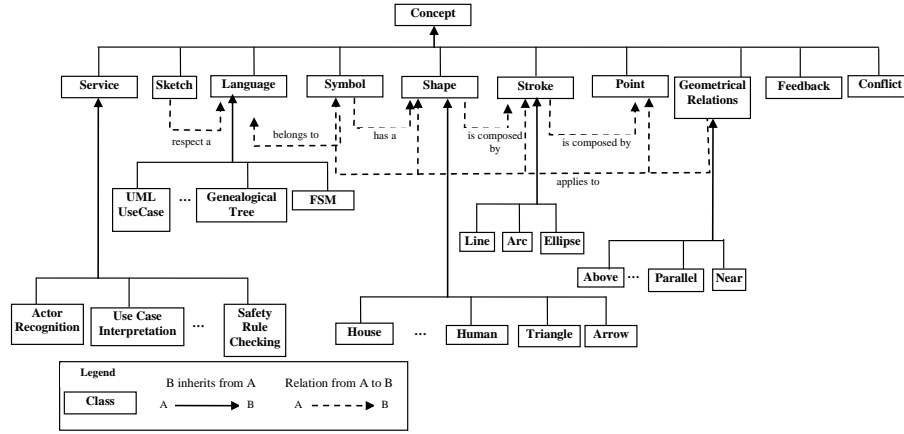 Concept
Service
Sketch
Language
Symbol
Shape
Stroke
Point
Geometrical
Relations
Feedback
Conflict
respect a
belongs to
has a
is composed
by
is composed by
applies to
UML
UseCase
...
Genealogical
Tree
FSM
Line
Arc
Ellipse
Above
...
Parallel
Near
Actor
Recognition
Use Case
Interpretation
...
Safety
Rule
Checking
House
...
Human
Triangle
Arrow
Legend
Class
B inherits from A
A B
Relation from A to B
A B